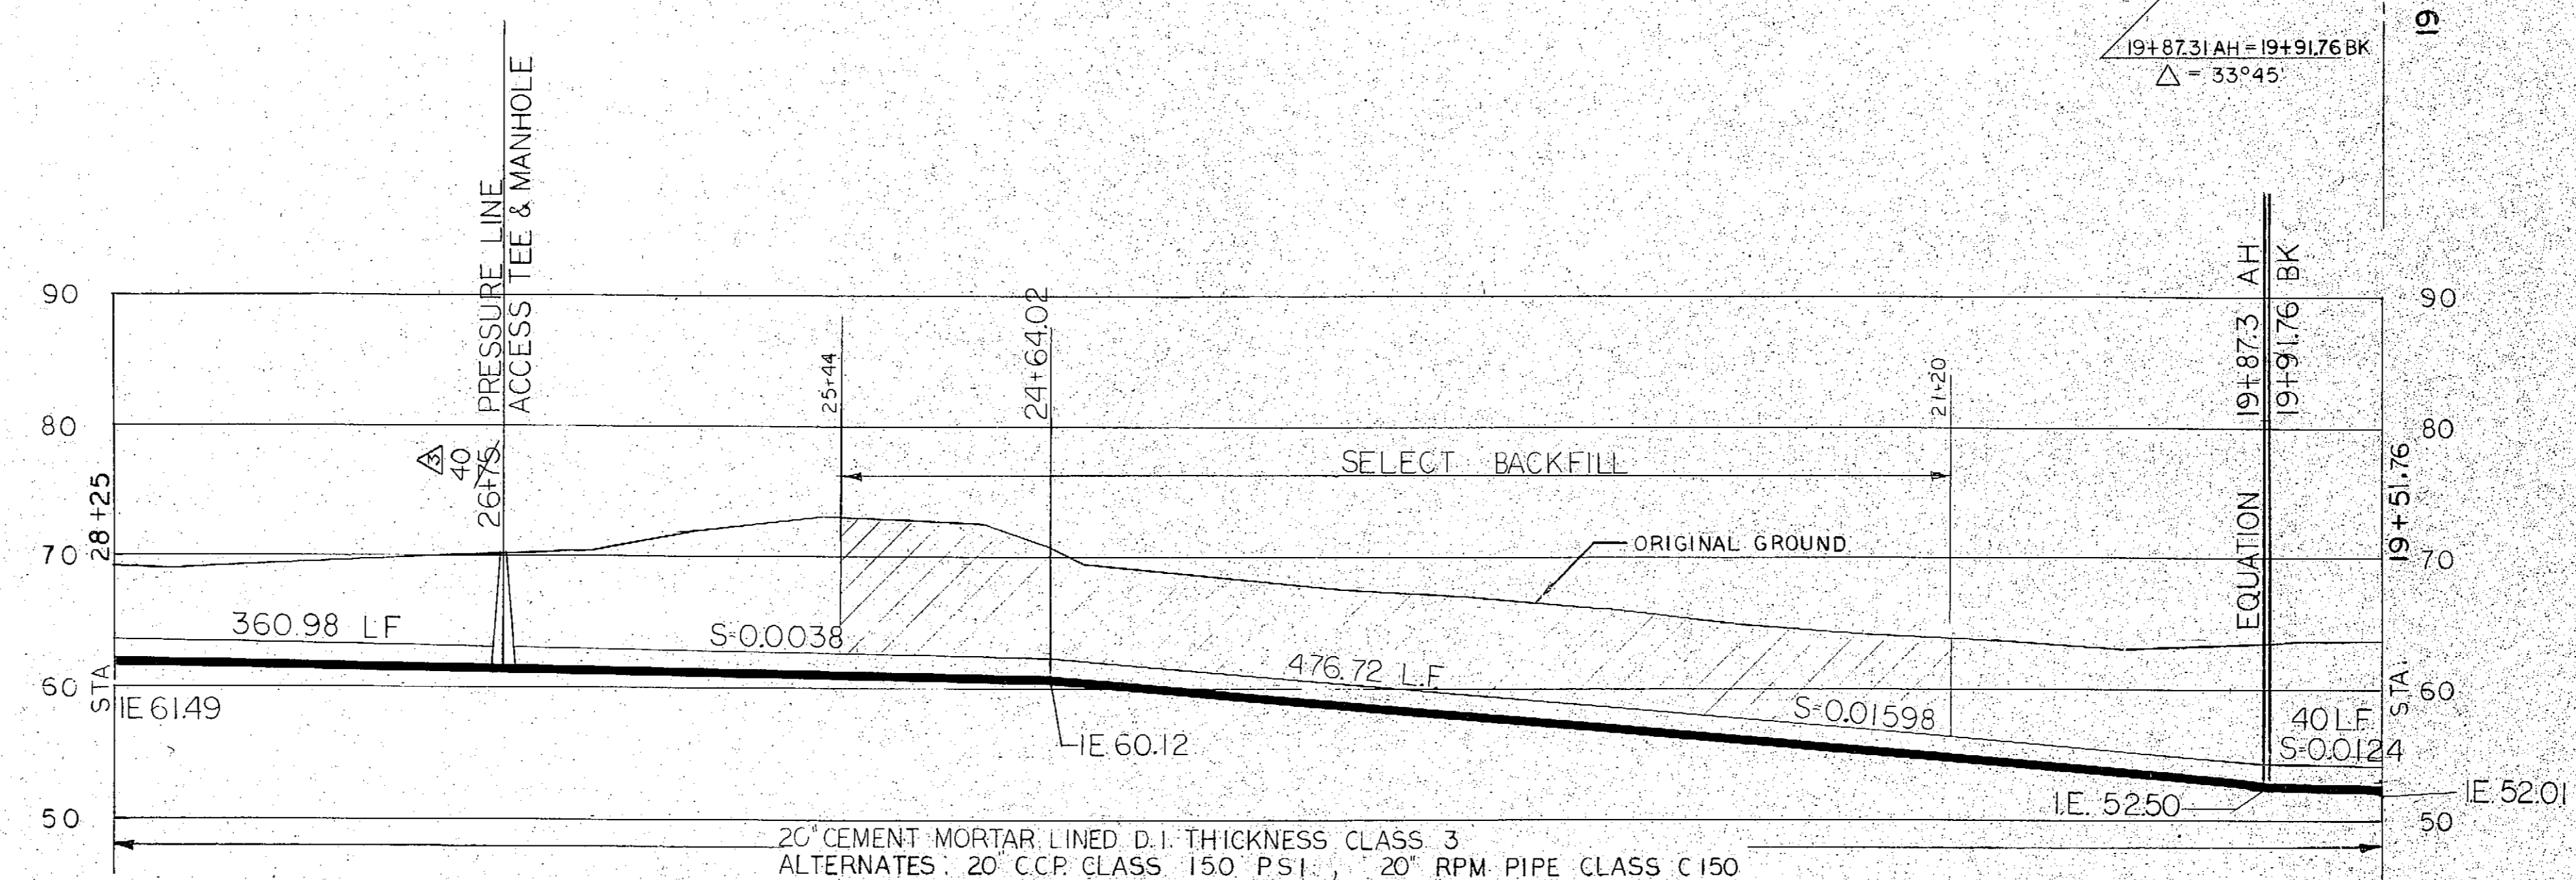 19
19+87.31 AH = 19+91.76 BK
△ = 33°45'
PRESSURE LINE
ACCESS TEE & MANHOLE
90
80
70
60
50
STA 28+25
3
40
26+75
25+44
24+64.02
21+20
EQUATION 19+87.3 AH
19+91.76 BK
90
80
70
60
50
STA. 19+51.76
SELECT BACKFILL
ORIGINAL GROUND
360.98 LF
S=0.0038
476.72 L.F.
S=0.01598
40 L.F.
S=0.0124
IE 61.49
IE 60.12
I.E. 52.50
I.E. 52.01
20" CEMENT MORTAR LINED D.I. THICKNESS CLASS 3
ALTERNATES: 20" C.C.P. CLASS 150 PSI., 20" RPM PIPE CLASS C150